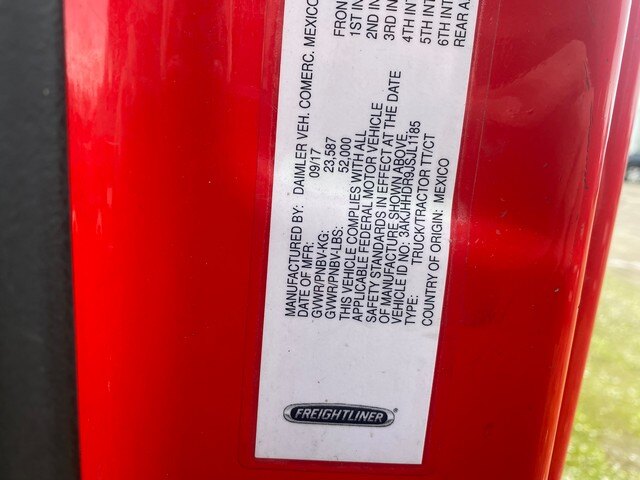 MANUFACTURED BY: DAIMLER VEH. COMERC. MEXICO
DATE OF MFR: 09/17
GVWR/PNBV-KG: 23,587
GVWR/PNBV-LBS: 52,000
THIS VEHICLE COMPLIES WITH ALL
APPLICABLE FEDERAL MOTOR VEHICLE
SAFETY STANDARDS IN EFFECT AT THE DATE
OF MANUFACTURE SHOWN ABOVE.
VEHICLE ID NO: 3AKJHHDR9JSJL1185
TYPE: TRUCK/TRACTOR TT/CT
COUNTRY OF ORIGIN: MEXICO
FRON
1ST IN
2ND IN
3RD IN
4TH INT
5TH INT
6TH INT
REAR A
FREIGHTLINER